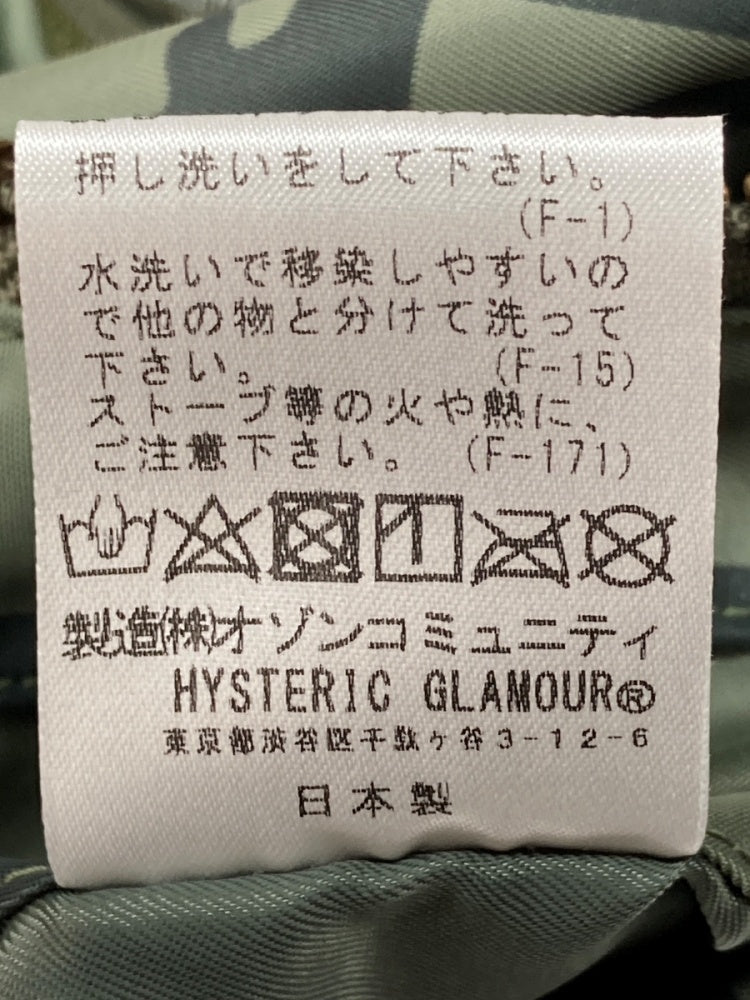 押し洗いをして下さい。
(F-1)
水洗いで移染しやすいの
で他の物と分けて洗って
下さい。 (F-15)
ストーブ等の火や熱に、
ご注意下さい。 (F-171)
製造(株)オゾンコミュニティ
HYSTERIC GLAMOUR®
東京都渋谷区千駄ヶ谷3-12-6
日本製